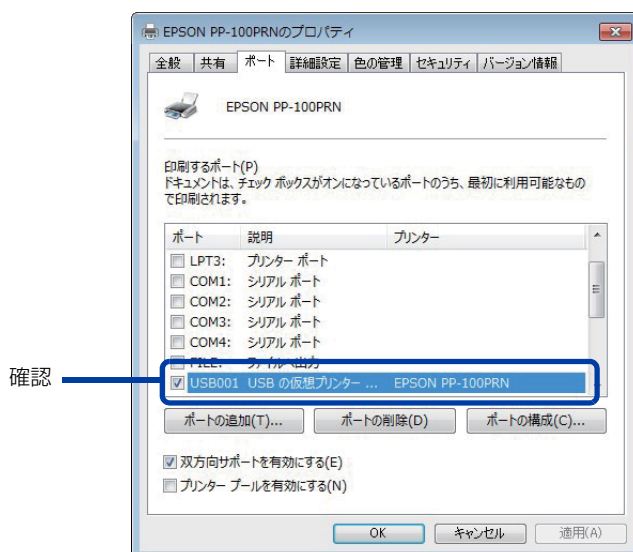 EPSON PP-100PRNのプロパティ
全般 共有 ポート 詳細設定 色の管理 セキュリティ バージョン情報
EPSON PP-100PRN
印刷するポート(P)
ドキュメントは、チェック ボックスがオンになっているポートのうち、最初に利用可能なもの
で印刷されます。
ポート 説明 プリンター
LPT3: プリンター ポート
COM1: シリアル ポート
COM2: シリアル ポート
COM3: シリアル ポート
COM4: シリアル ポート
FILE: ファイルへ出力
確認
USB001 USB の仮想プリンター ... EPSON PP-100PRN
ポートの追加(T)... ポートの削除(D) ポートの構成(C)...
双方向サポートを有効にする(E)
プリンター プールを有効にする(N)
OK キャンセル 適用(A)